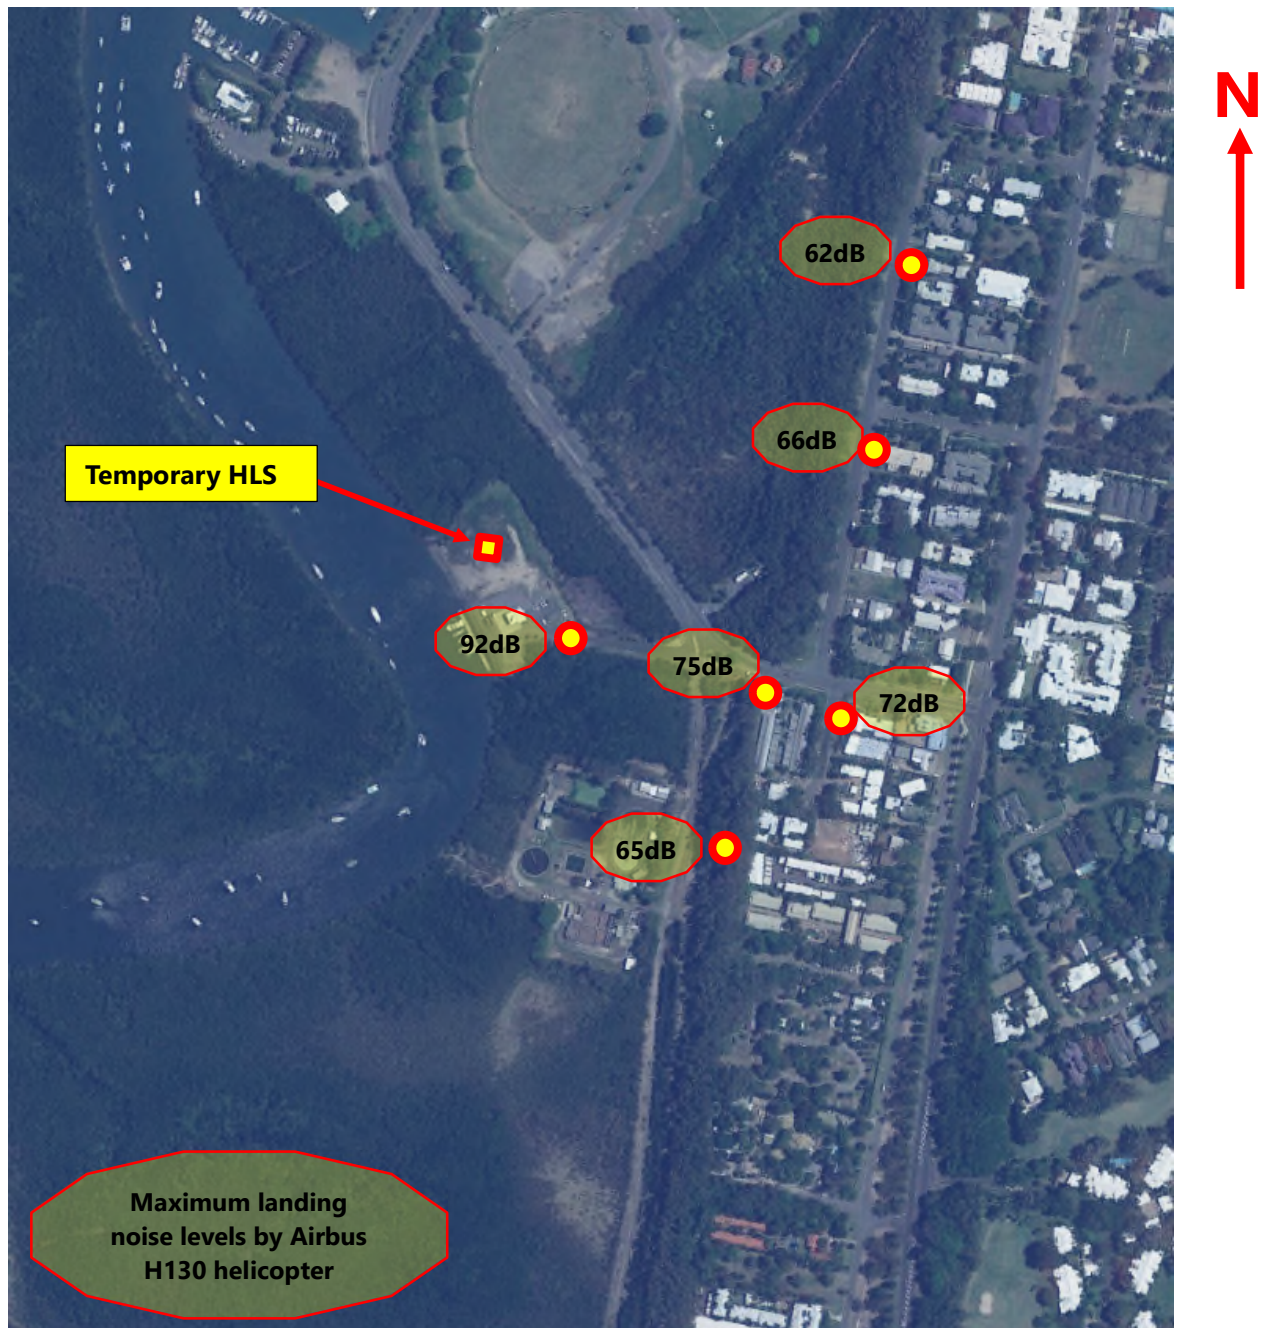 N
62dB
66dB
Temporary HLS
92dB
75dB
72dB
65dB
Maximum landing
noise levels by Airbus
H130 helicopter